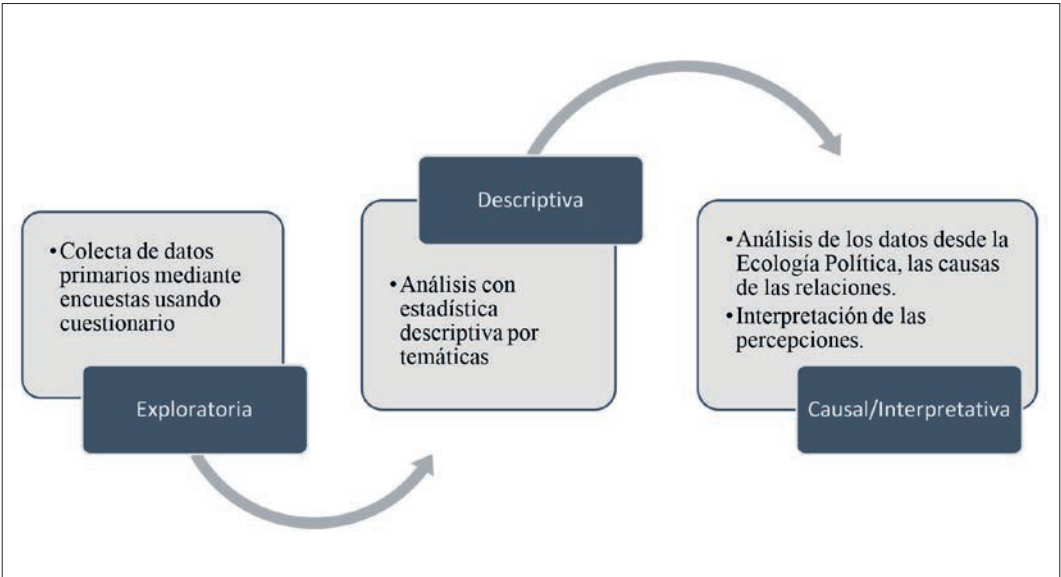 •Colecta de datos
primarios mediante
encuestas usando
cuestionario
Exploratoria
Descriptiva
•Análisis con
estadística
descriptiva por
temáticas
•Análisis de los datos desde la
Ecología Política, las causas
de las relaciones.
•Interpretación de las
percepciones.
Causal/Interpretativa